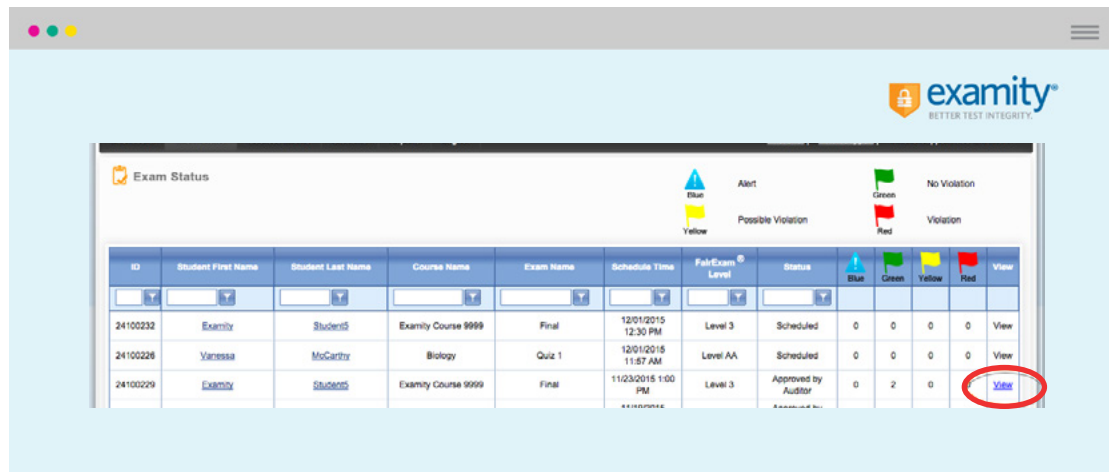 examity®
BETTER TEST INTEGRITY.
Exam Status
Blue Alert Green No Violation
Yellow Possible Violation Red Violation
ID Student First Name Student Last Name Course Name Exam Name Schedule Time FairExam® Level Status Blue Green Yellow Red View
24100232 Examity Student5 Examity Course 9999 Final 12/01/2015 12:30 PM Level 3 Scheduled 0 0 0 0 View
24100226 Vanessa McCarthy Biology Quiz 1 12/01/2015 11:57 AM Level AA Scheduled 0 0 0 0 View
24100229 Examity Student5 Examity Course 9999 Final 11/23/2015 1:00 PM Level 3 Approved by Auditor 0 2 0 View